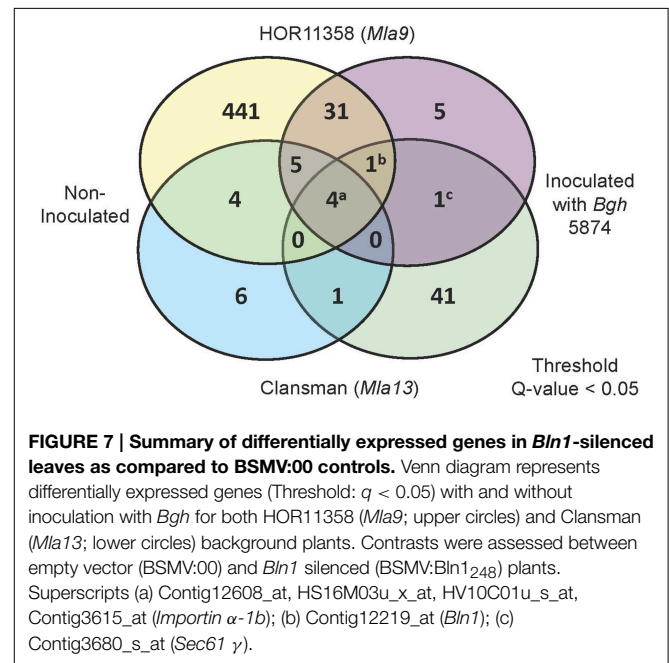 HOR11358 (Mla9)
441
31
5
5
1b
Non-
Inoculated
4
4a
1c
Inoculated
with Bgh
5874
0
0
6
1
41
Clansman (Mla13)
Threshold
Q-value < 0.05
FIGURE 7 | Summary of differentially expressed genes in Bln1-silenced
leaves as compared to BSMV:00 controls. Venn diagram represents
differentially expressed genes (Threshold: q < 0.05) with and without
inoculation with Bgh for both HOR11358 (Mla9; upper circles) and Clansman
(Mla13; lower circles) background plants. Contrasts were assessed between
empty vector (BSMV:00) and Bln1 silenced (BSMV:Bln1248) plants.
Superscripts (a) Contig12608_at, HS16M03u_x_at, HV10C01u_s_at,
Contig3615_at (Importin α-1b); (b) Contig12219_at (Bln1); (c)
Contig3680_s_at (Sec61 γ).